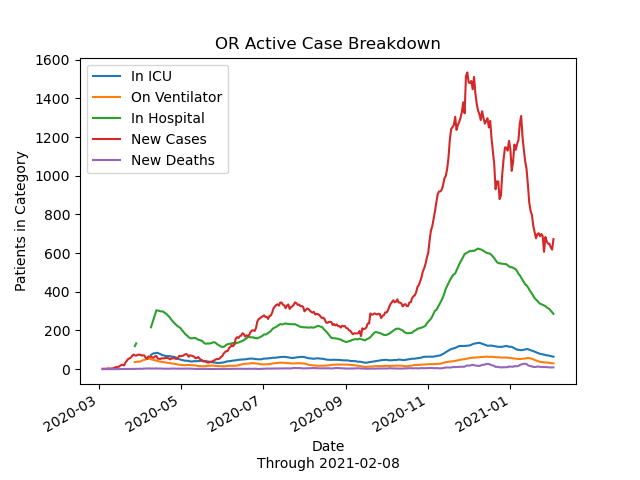 OR Active Case Breakdown
1600
1400
1200
1000
800
600
400
200
0
Patients in Category
In ICU
On Ventilator
In Hospital
New Cases
New Deaths
2020-03
2020-05
2020-07
2020-09
2020-11
2021-01
Date
Through 2021-02-08